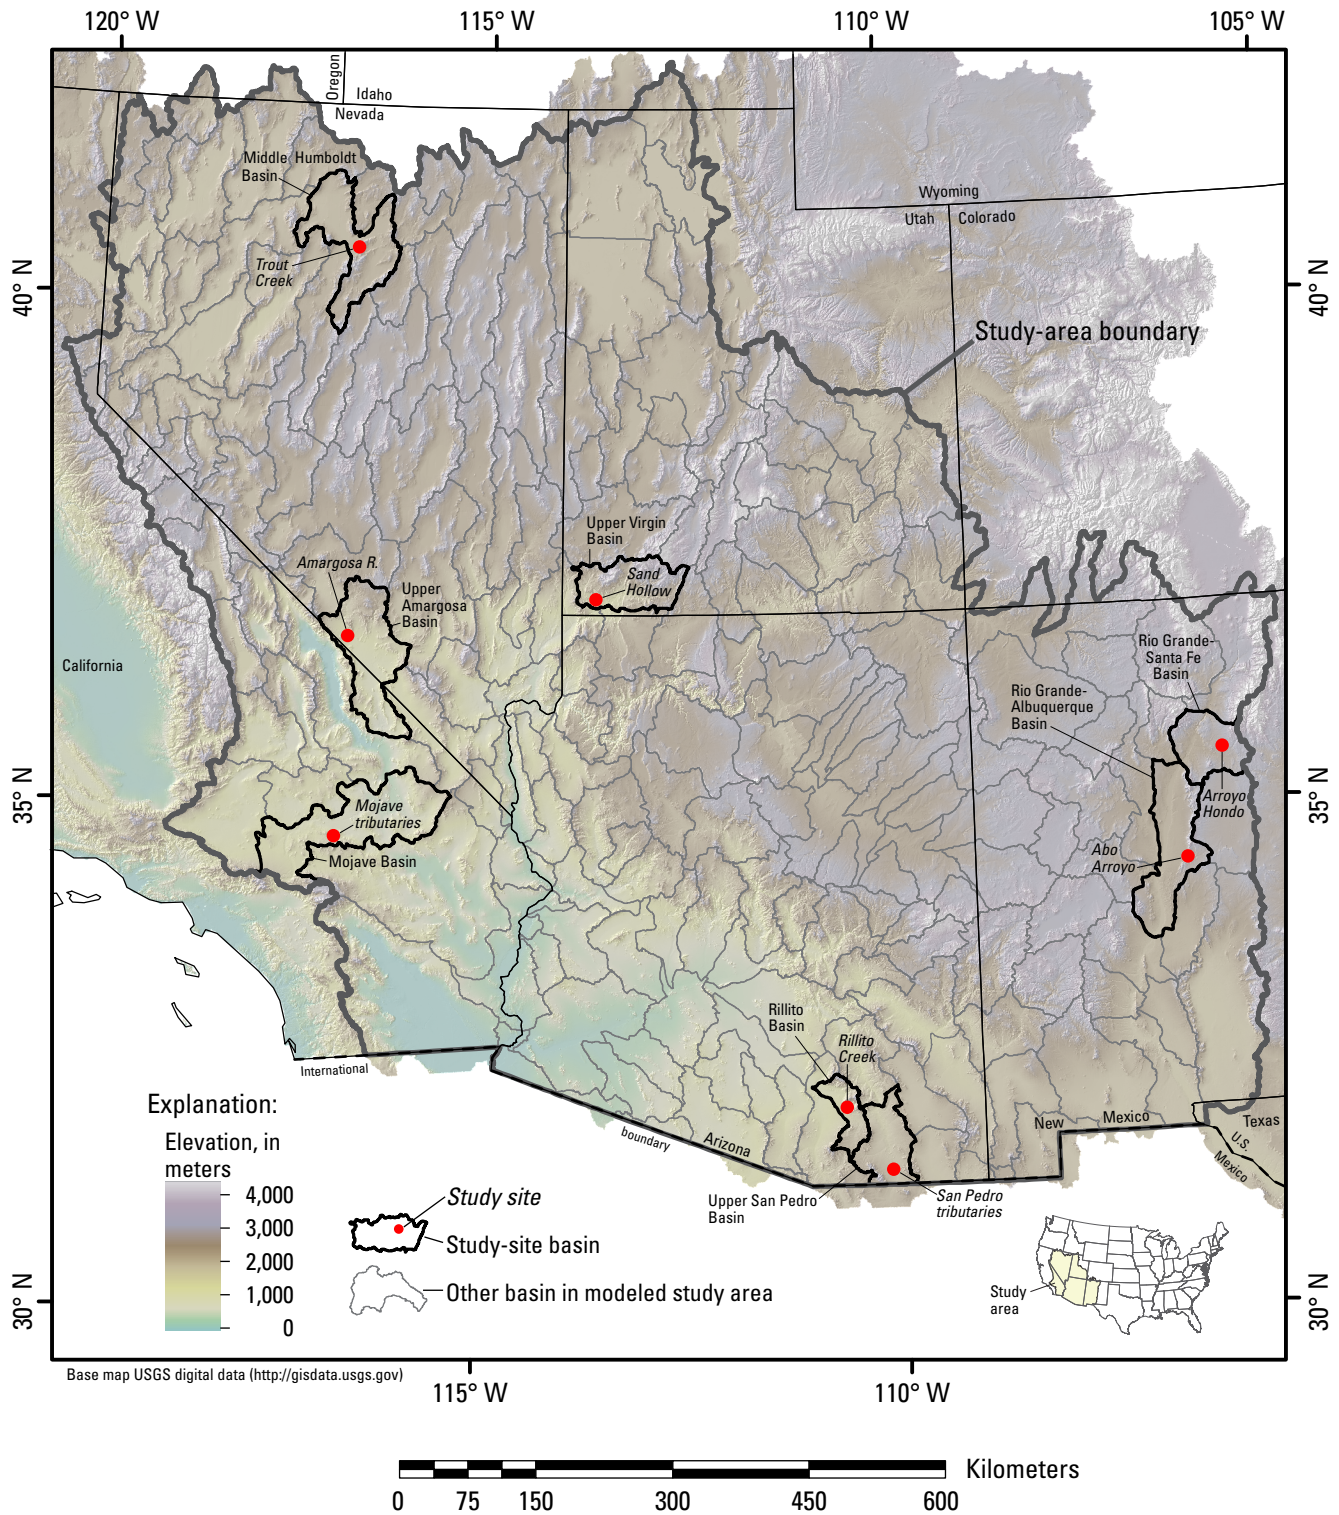 120° W
115° W
110° W
105° W
Oregon
Idaho
Nevada
Middle Humboldt
Basin
Wyoming
Utah
Colorado
Trout
Creek
40° N
40° N
Study-area boundary
Upper Virgin
Basin
Sand
Hollow
Amargosa R.
Upper
Amargosa
Basin
California
Rio Grande-
Santa Fe
Basin
Rio Grande-
Albuquerque
Basin
35° N
35° N
Mojave
tributaries
Mojave Basin
Arroyo
Hondo
Abo
Arroyo
Rillito
Basin
Rillito
Creek
International
boundary
Arizona
New
Mexico
Texas
U.S.
Mexico
Upper San Pedro
Basin
San Pedro
tributaries
Explanation:
Elevation, in
meters
4,000
3,000
2,000
1,000
0
Study site
Study-site basin
Other basin in modeled study area
Study
area
30° N
30° N
Base map USGS digital data (http://gisdata.usgs.gov)
115° W
110° W
Kilometers
0
75
150
300
450
600